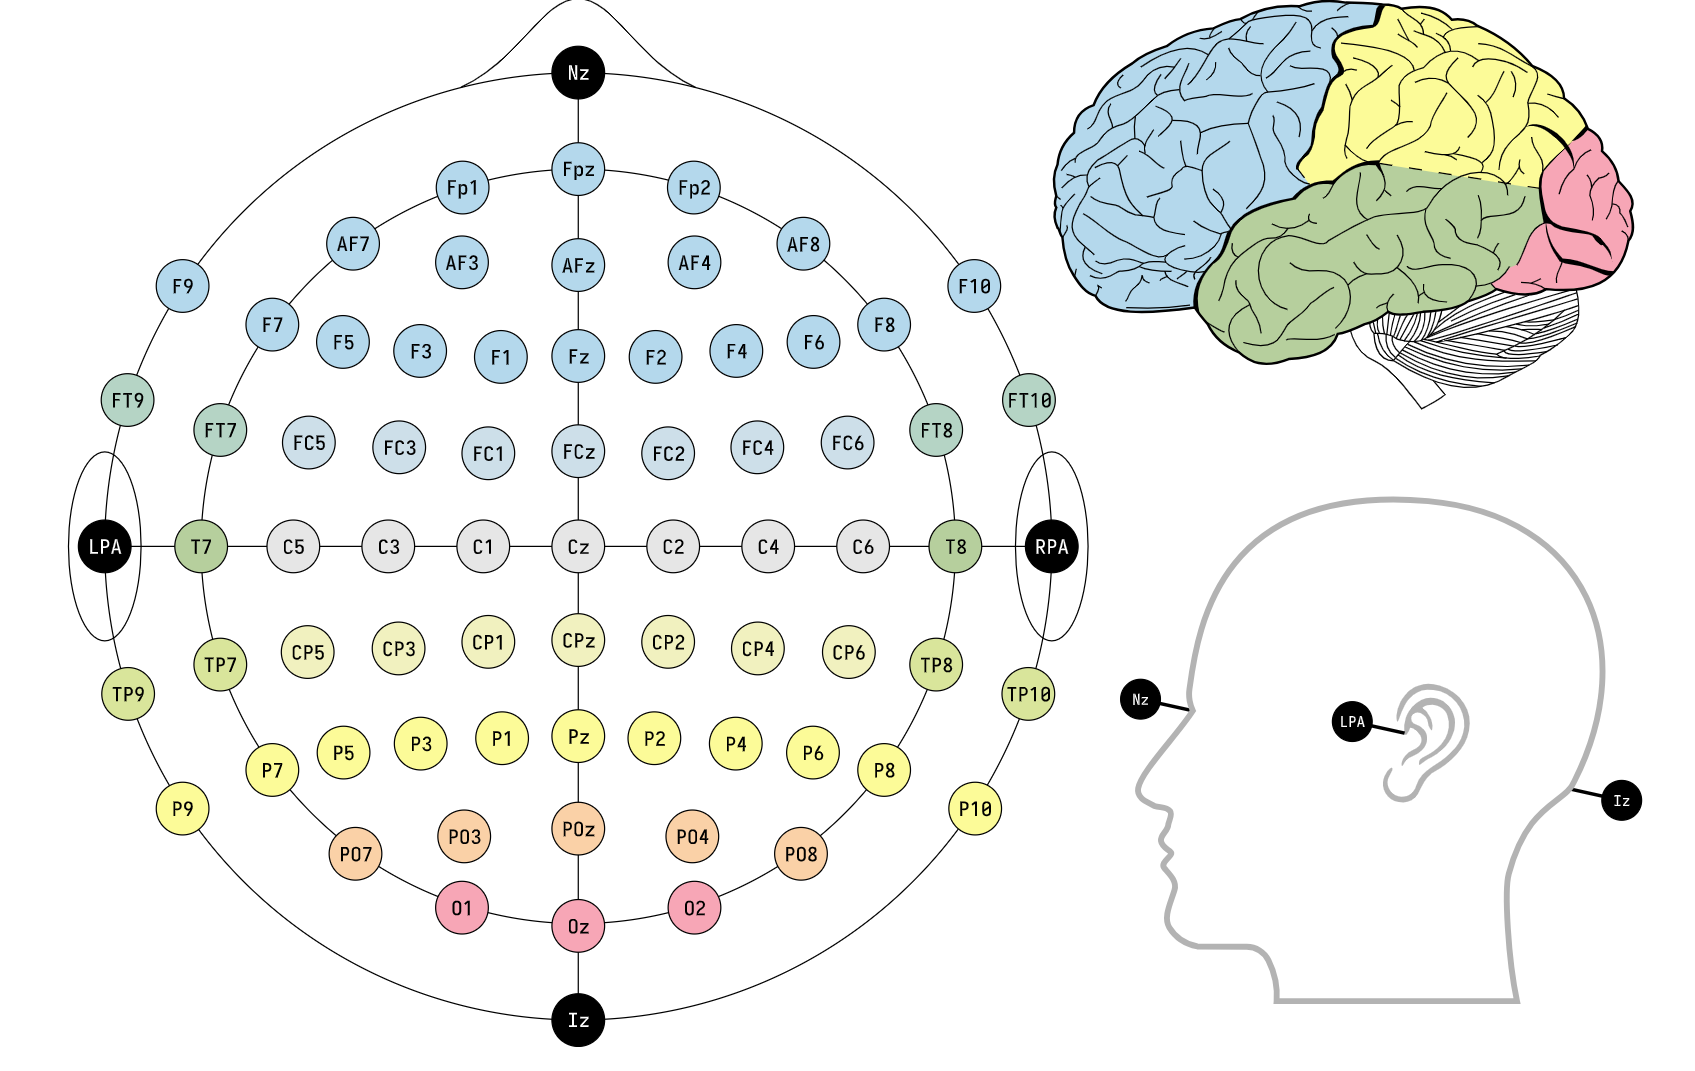 Nz
Fp1 Fpz Fp2
AF7 AF3 AFz AF4 AF8
F9 F7 F5 F3 F1 Fz F2 F4 F6 F8 F10
FT9 FT7 FC5 FC3 FC1 FCz FC2 FC4 FC6 FT8 FT10
LPA T7 C5 C3 C1 Cz C2 C4 C6 T8 RPA
TP9 TP7 CP5 CP3 CP1 CPz CP2 CP4 CP6 TP8 TP10
P9 P7 P5 P3 P1 Pz P2 P4 P6 P8 P10
PO7 PO3 POz PO4 PO8
O1 Oz O2
Iz
Nz
LPA
Iz